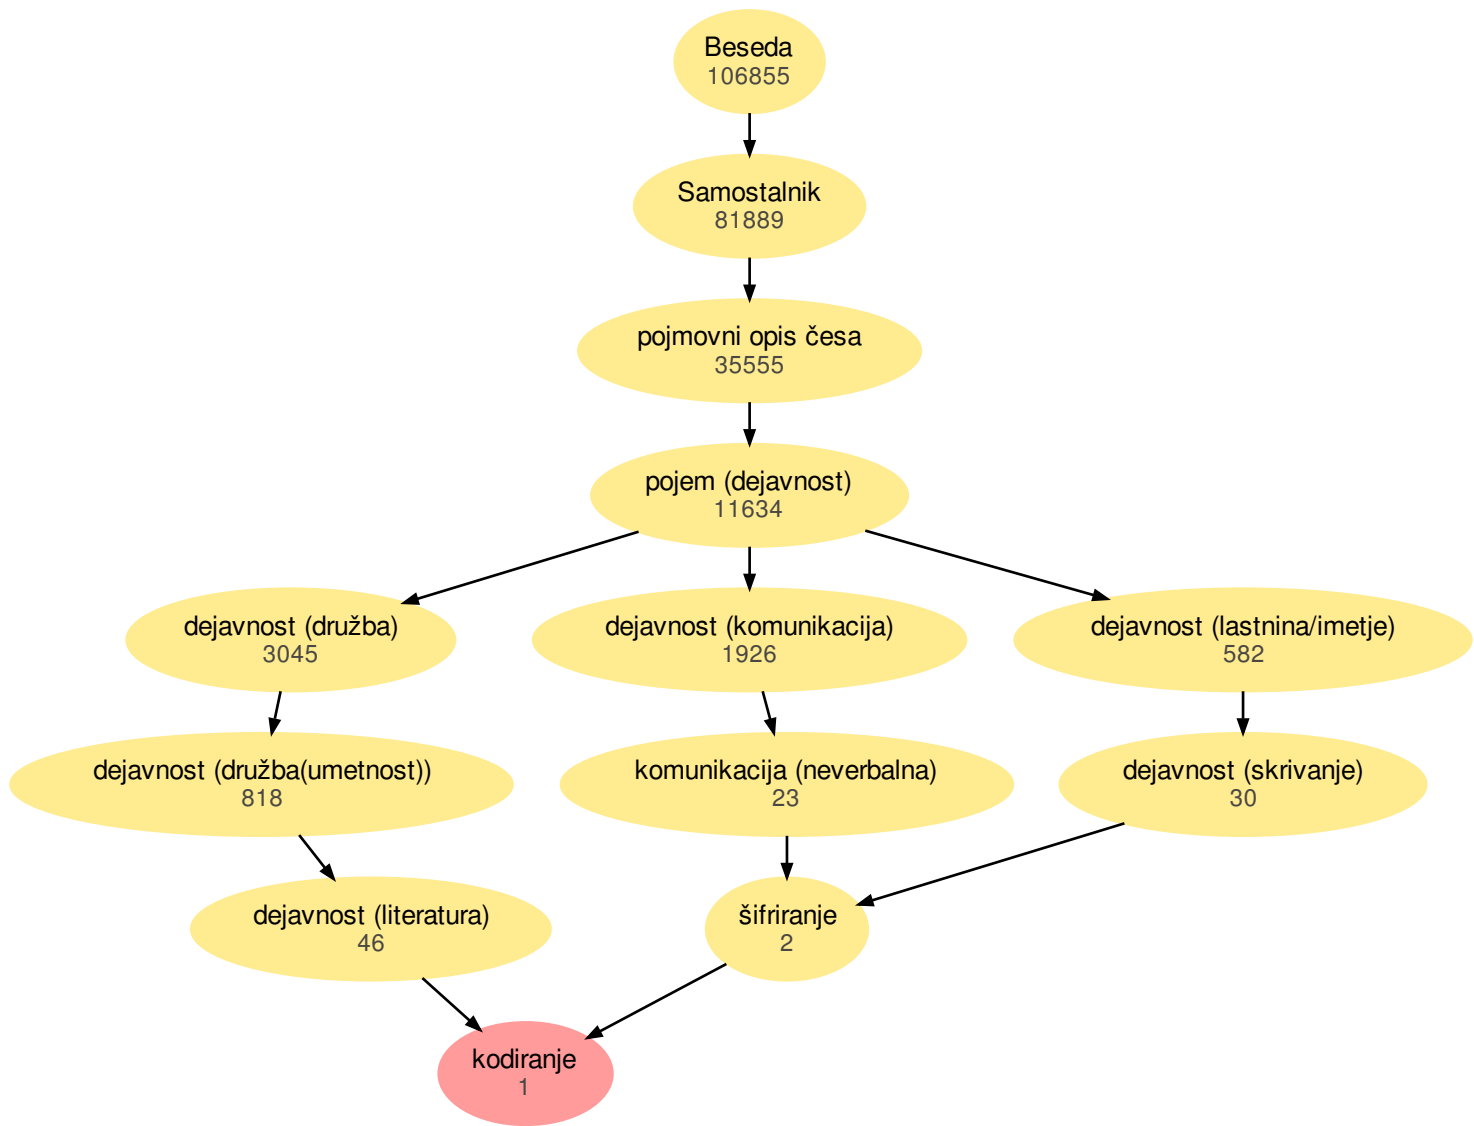 Beseda
106855
Samostalnik
81889
pojmovni opis česa
35555
pojem (dejavnost)
11634
dejavnost (družba)
3045
dejavnost (komunikacija)
1926
dejavnost (lastnina/imetje)
582
dejavnost (družba(umetnost))
818
komunikacija (neverbalna)
23
dejavnost (skrivanje)
30
dejavnost (literatura)
46
šifriranje
2
kodiranje
1